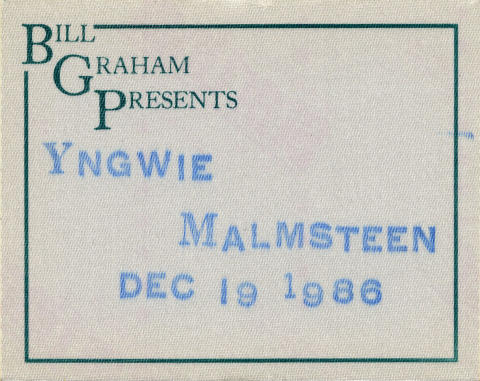 BILL
GRAHAM
PRESENTS
YNGWIE
MALMSTEEN
DEC 19 1986